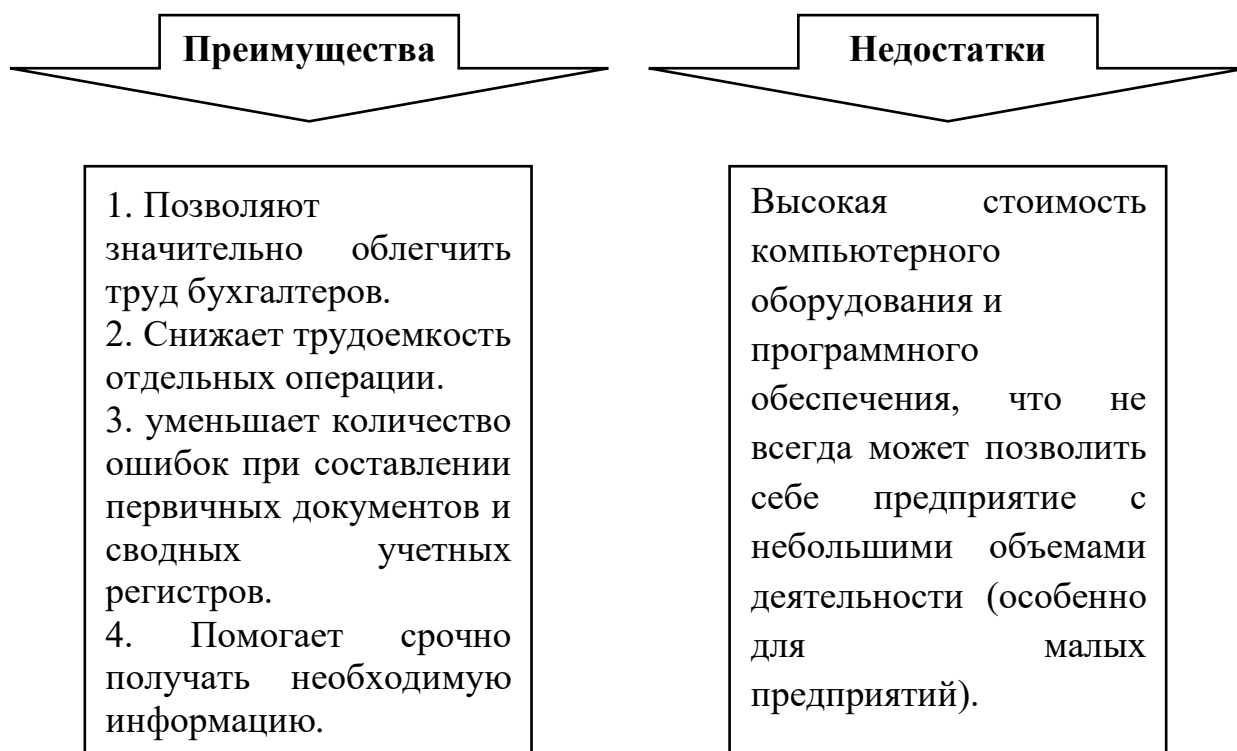 Преимущества
1. Позволяют
значительно облегчить
труд бухгалтеров.
2. Снижает трудоемкость
отдельных операции.
3. уменьшает количество
ошибок при составлении
первичных документов и
сводных учетных
регистров.
4. Помогает срочно
получать необходимую
информацию.
Недостатки
Высокая стоимость
компьютерного
оборудования и
программного
обеспечения, что не
всегда может позволить
себе предприятие с
небольшими объемами
деятельности (особенно
для малых
предприятий).